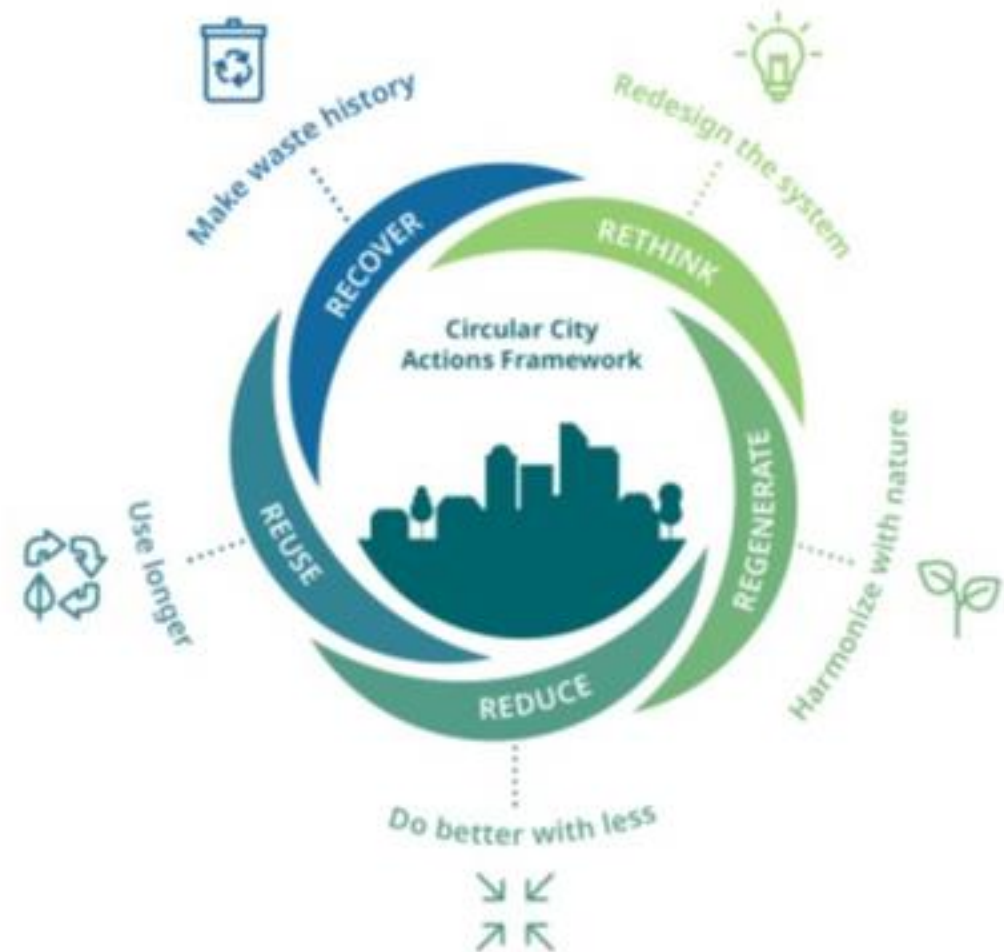 Make waste history
Redesign the system
RECOVER
RETHINK
Circular City
Actions Framework
REGENERATE
Harmonize with nature
REUSE
Use longer
REDUCE
Do better with less